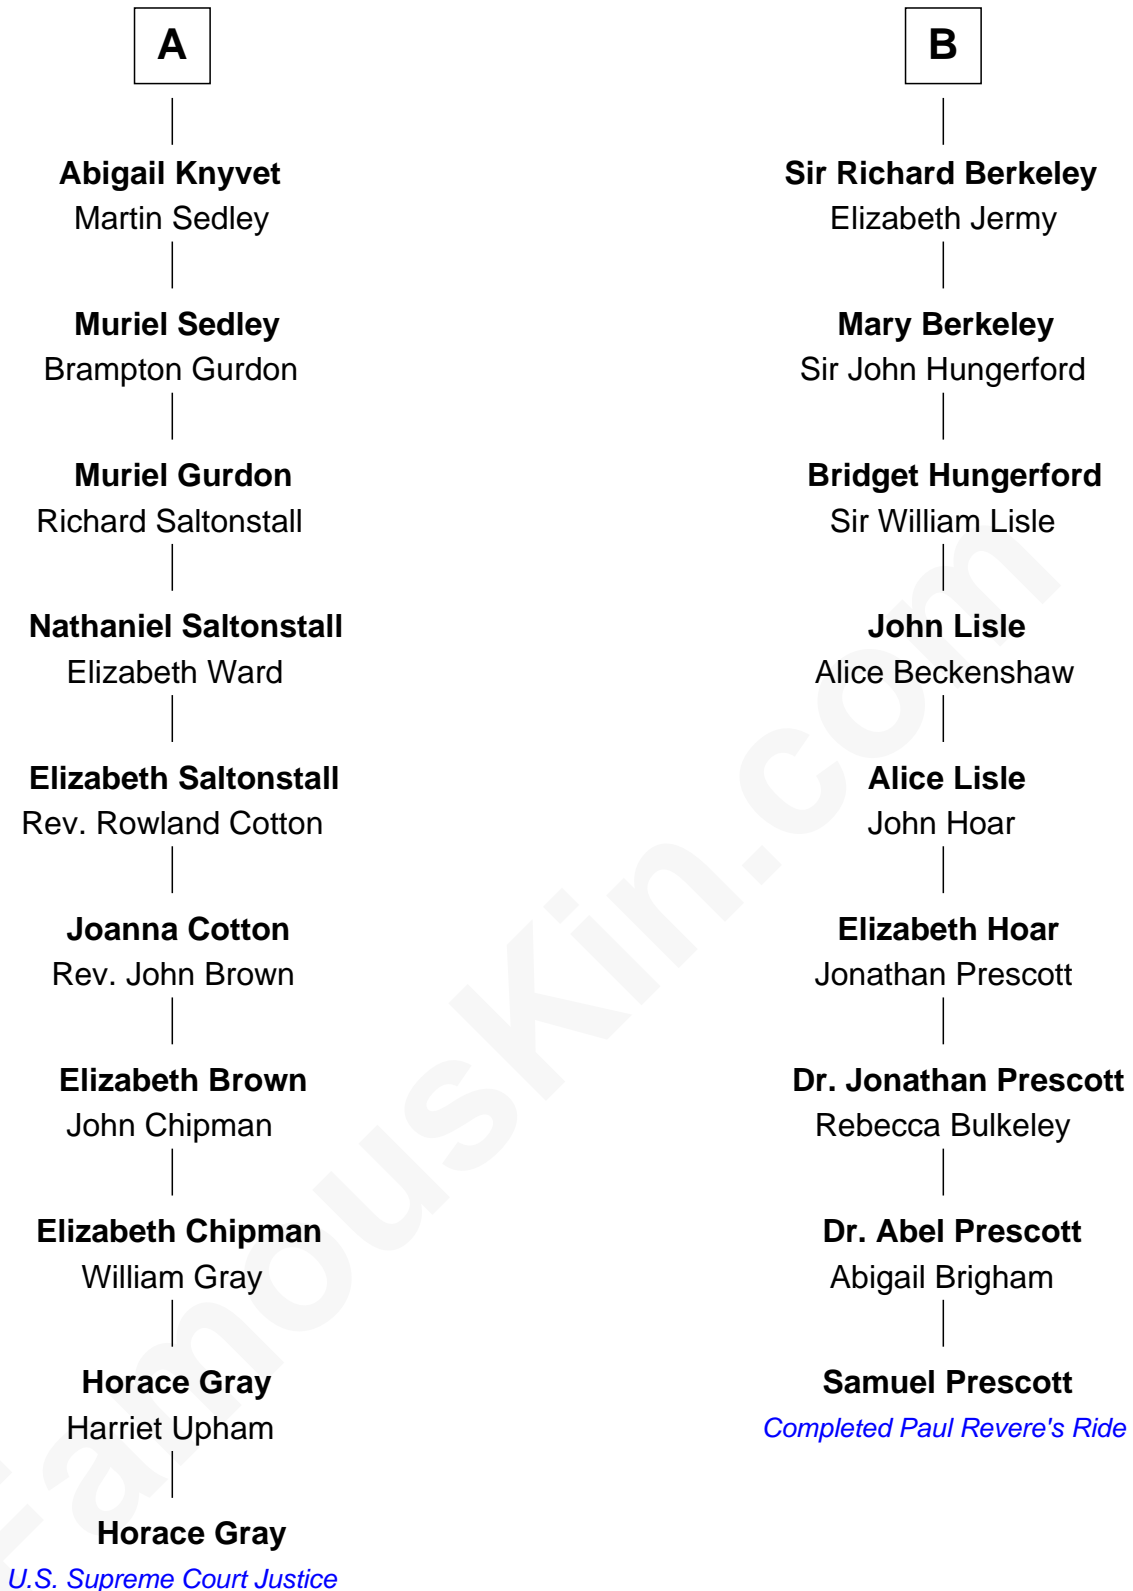 A
Abigail Knyvet
Martin Sedley
Muriel Sedley
Brampton Gurdon
Muriel Gurdon
Richard Saltonstall
Nathaniel Saltonstall
Elizabeth Ward
Elizabeth Saltonstall
Rev. Rowland Cotton
Joanna Cotton
Rev. John Brown
Elizabeth Brown
John Chipman
Elizabeth Chipman
William Gray
Horace Gray
Harriet Upham
Horace Gray
U.S. Supreme Court Justice
B
Sir Richard Berkeley
Elizabeth Jermy
Mary Berkeley
Sir John Hungerford
Bridget Hungerford
Sir William Lisle
John Lisle
Alice Beckenshaw
Alice Lisle
John Hoar
Elizabeth Hoar
Jonathan Prescott
Dr. Jonathan Prescott
Rebecca Bulkeley
Dr. Abel Prescott
Abigail Brigham
Samuel Prescott
Completed Paul Revere's Ride
FamousKin.com